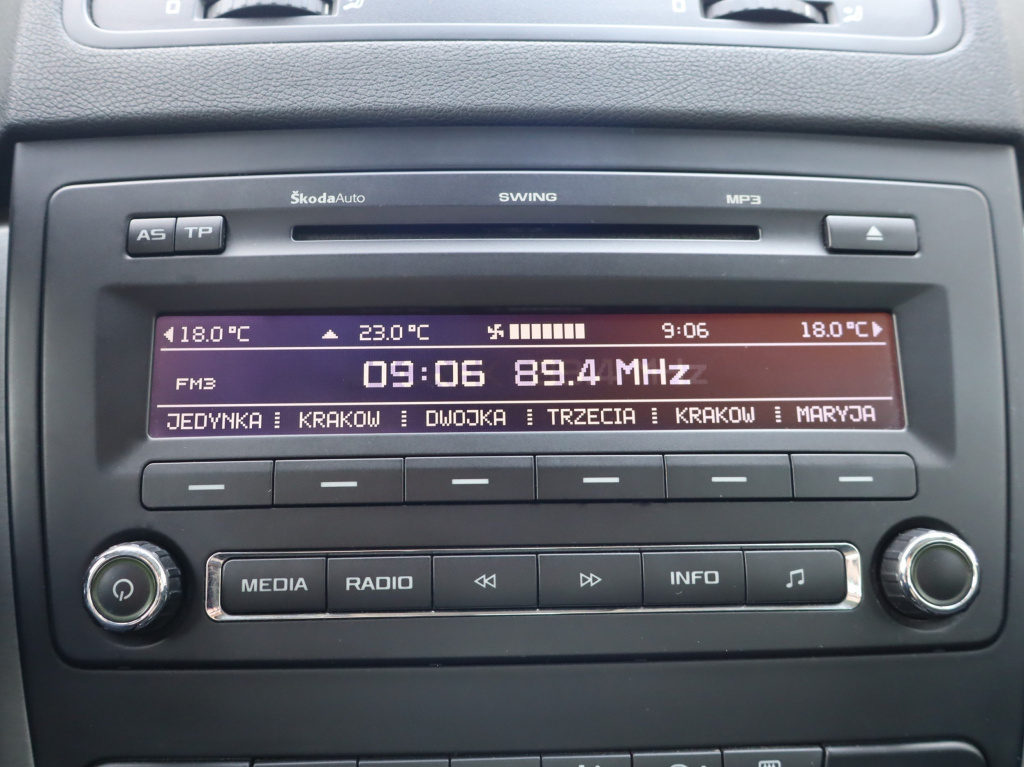 ŠkodaAuto SWING MP3
AS TP
18.0°C 23.0°C 9:06 18.0°C
09:06 89.4 MHz
FM3
JEDYNKA KRAKOW DWOJKA TRZECIA KRAKOW MARYJA
MEDIA RADIO INFO